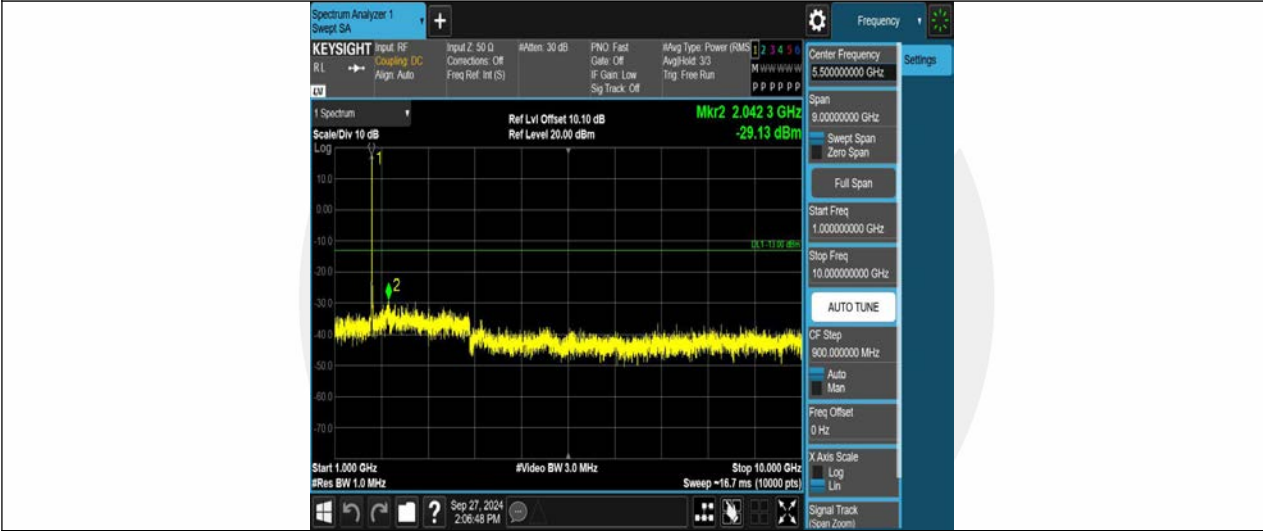 Spectrum Analyzer 1
Swept SA
+
Frequency
KEYSIGHT
RL
LV
Input: RF
Coupling: DC
Align: Auto
Input Z: 50 Ω
Corrections: Off
Freq Ref: Int (S)
#Atten: 30 dB
PNO: Fast
Gate: Off
IF Gain: Low
Sig Track: Off
#Avg Type: Power (RMS
Avg|Hold: 3/3
Trig: Free Run
1 2 3 4 5 6
M W W W W W
P P P P P P
1 Spectrum
Scale/Div 10 dB
Log
Ref Lvl Offset 10.10 dB
Ref Level 20.00 dBm
Mkr2 2.042 3 GHz
-29.13 dBm
1
10.0
0.00
-10.0
DL1 -13.00 dBm
-20.0
2
-30.0
-40.0
-50.0
-60.0
-70.0
Start 1.000 GHz
#Res BW 1.0 MHz
#Video BW 3.0 MHz
Stop 10.000 GHz
Sweep ~16.7 ms (10000 pts)
?
Sep 27, 2024
2:06:48 PM
Center Frequency
5.500000000 GHz
Settings
Span
9.00000000 GHz
Swept Span
Zero Span
Full Span
Start Freq
1.000000000 GHz
Stop Freq
10.000000000 GHz
AUTO TUNE
CF Step
900.000000 MHz
Auto
Man
Freq Offset
0 Hz
X Axis Scale
Log
Lin
Signal Track
(Span Zoom)